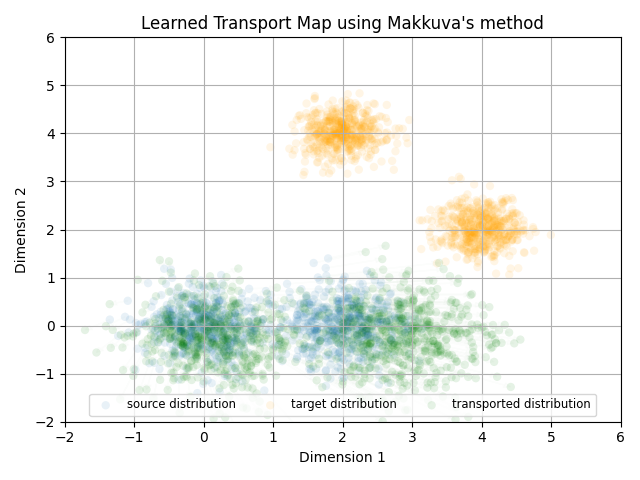 Learned Transport Map using Makkuva's method
6
5
4
3
2
1
0
−1
−2
Dimension 2
source distribution target distribution transported distribution
−2 −1 0 1 2 3 4 5 6
Dimension 1